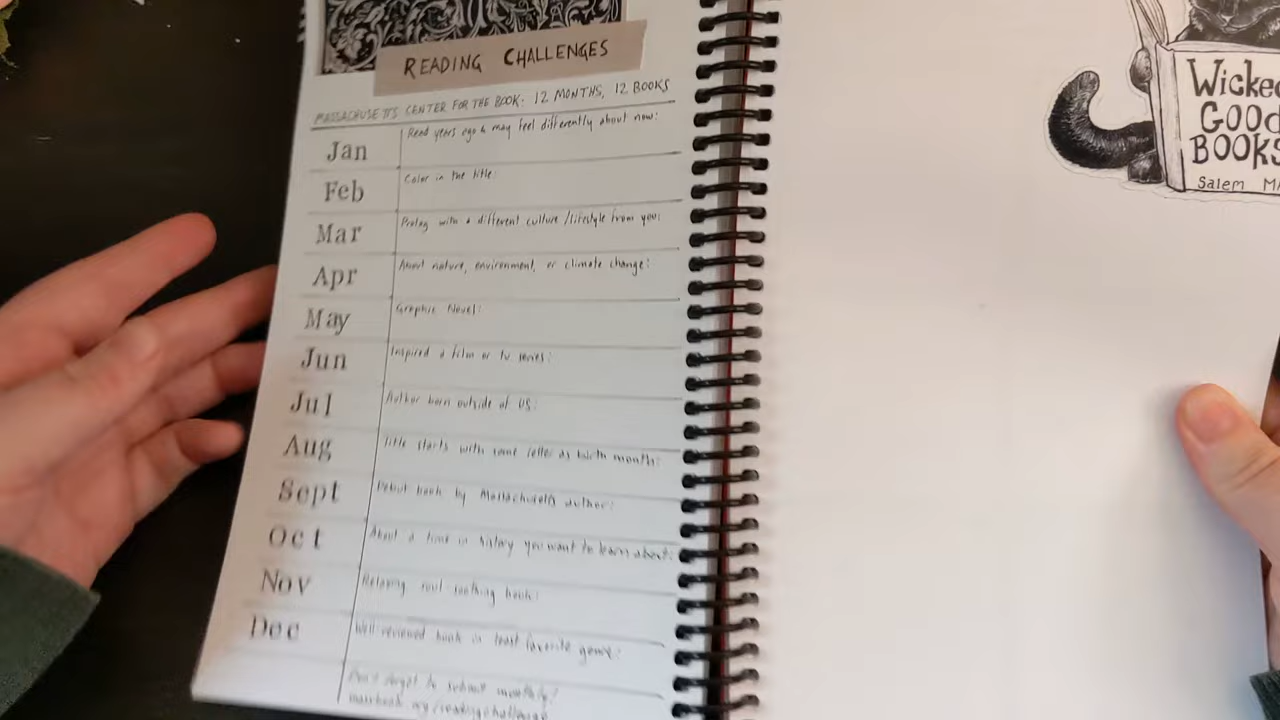 READING CHALLENGES
MASSACHUSETTS CENTER FOR THE BOOK: 12 MONTHS, 12 BOOKS
Jan Read years ago & may feel differently about now:
Feb Color in the title:
Mar Protag with a different culture/lifestyle from you:
Apr About nature, environment, or climate change:
May Graphic Novel:
Jun Inspired a film or tv series:
Jul Author born outside of US:
Aug Title starts with same letter as birth month:
Sept Debut book by Massachusetts author:
Oct About a time in history you want to learn about:
Nov Relaxing soul-soothing book:
Dec Well-reviewed book in least favorite genre:
Don't forget to submit monthly!
massbook.org/readingchallenge
Wicked
Good
BOOKS
Salem MA